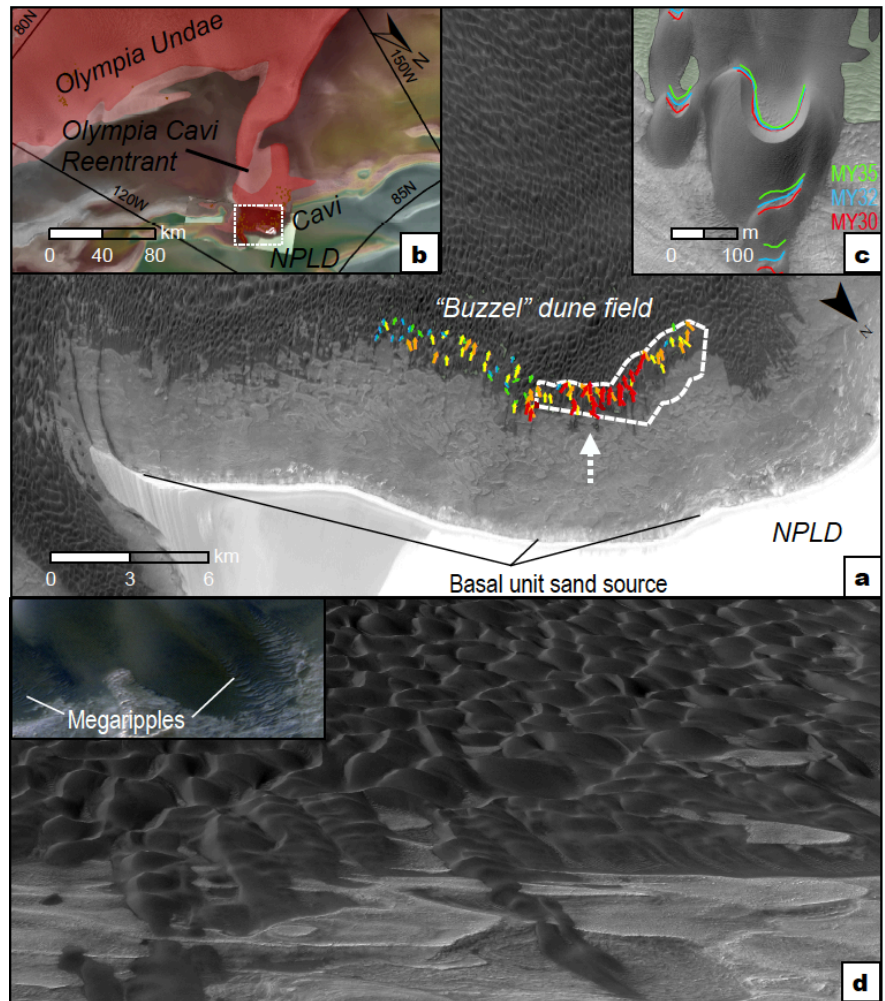 80N
Olympia Undae
150W
N
Olympia Cavi
Reentrant
120W
85N
Cavi
NPLD
0 40 80 km
b
MY35
MY32
MY30
0 100 m
c
"Buzzel" dune field
N
NPLD
0 3 6 km
Basal unit sand source
a
Megaripples
d